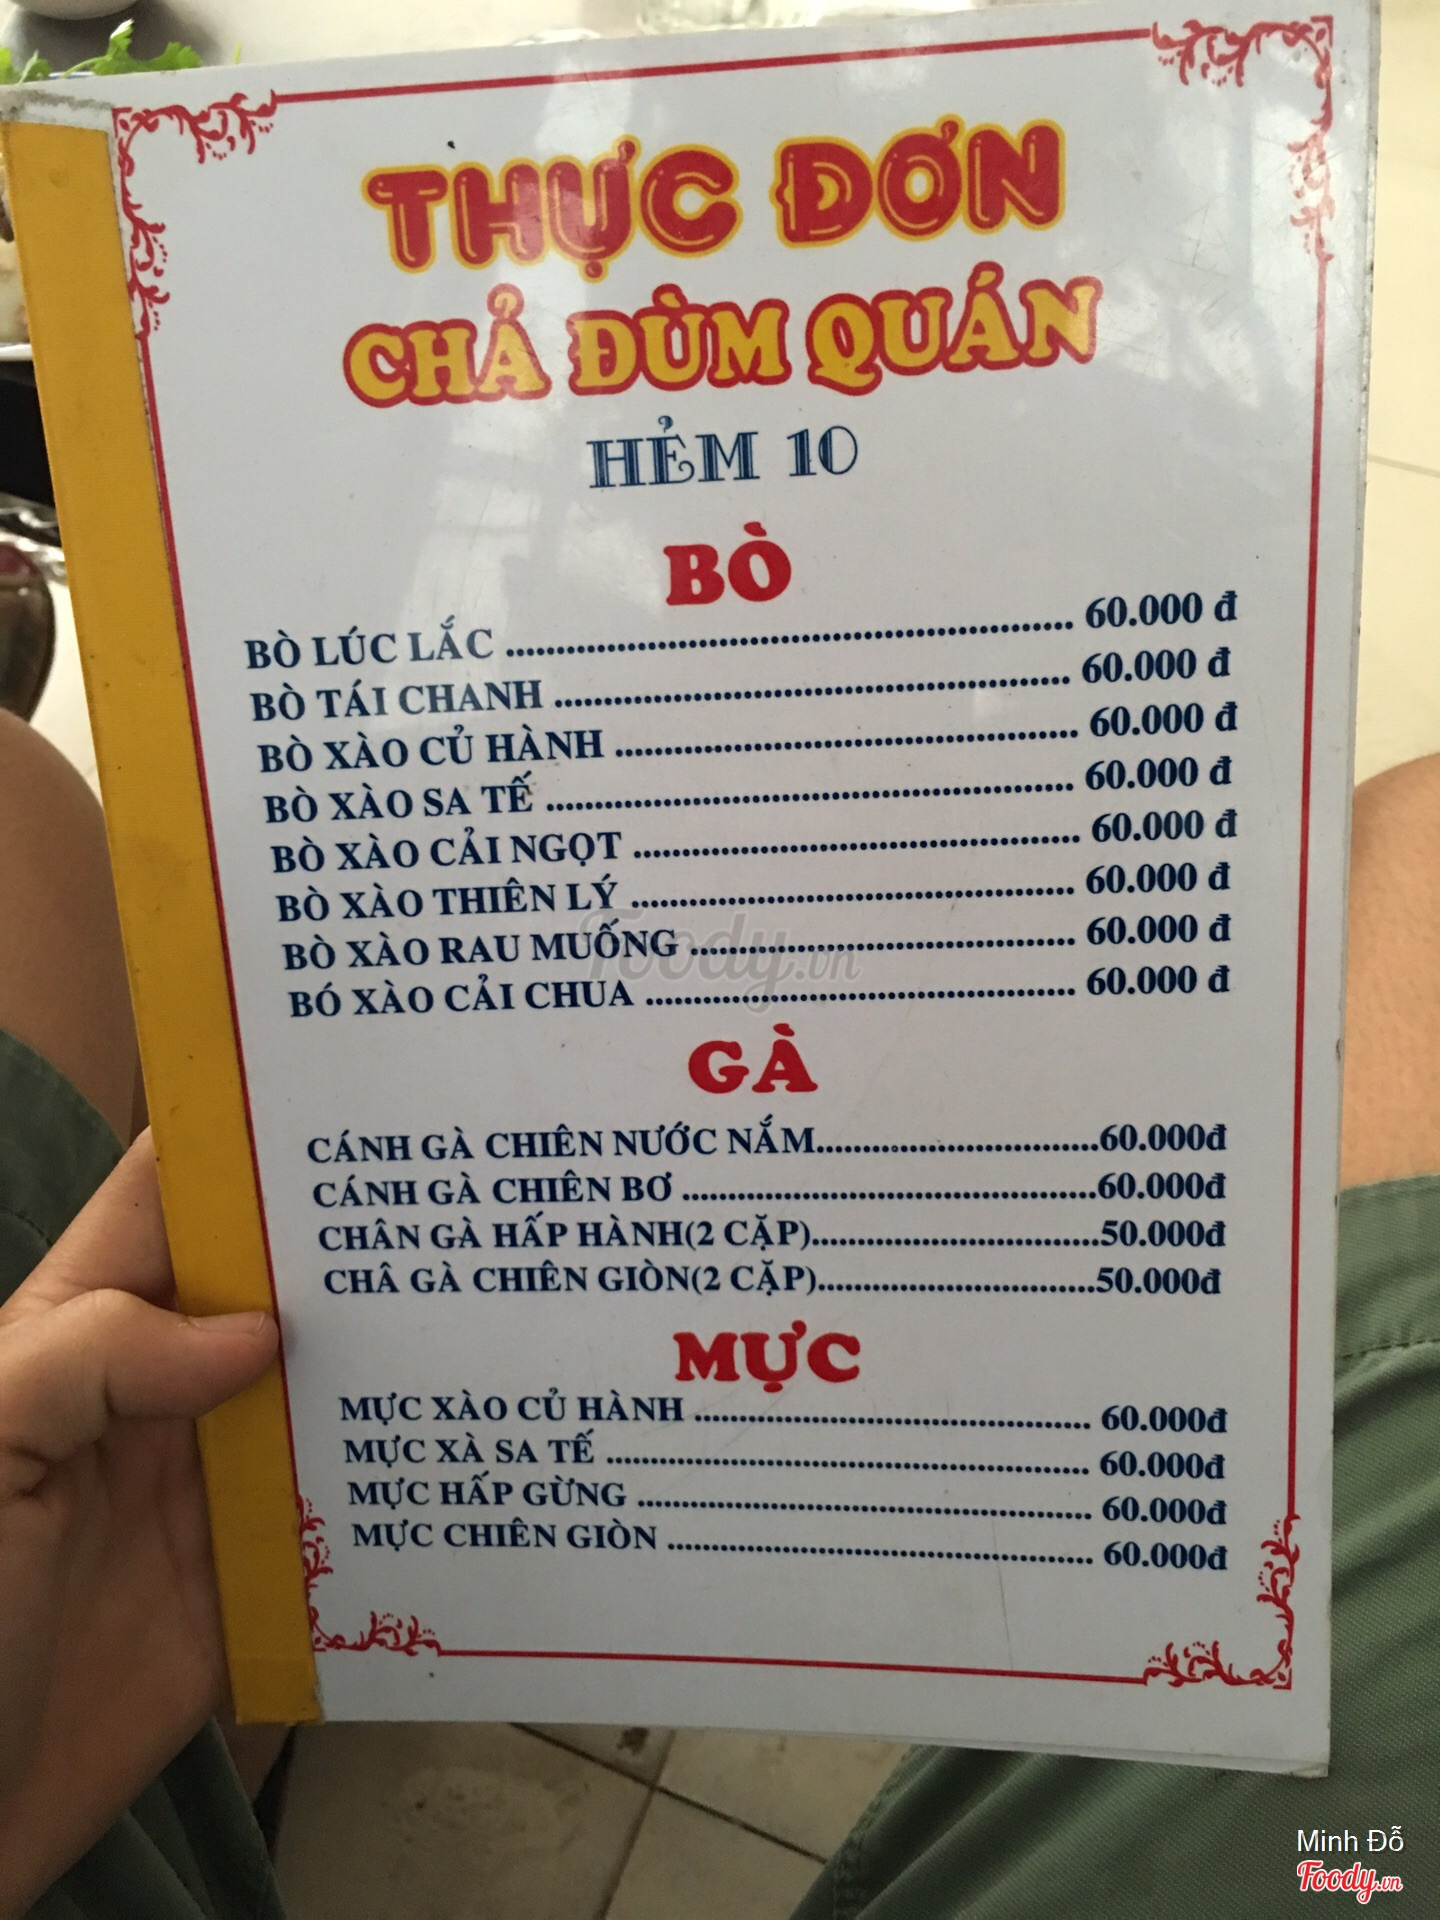 THỰC ĐƠN
CHẢ ĐÙM QUÁN
HẺM 10
BÒ
BÒ LÚC LẮC ........................................................ 60.000 đ
BÒ TÁI CHANH .................................................... 60.000 đ
BÒ XÀO CỦ HÀNH ............................................... 60.000 đ
BÒ XÀO SA TẾ ...................................................... 60.000 đ
BÒ XÀO CẢI NGỌT .............................................. 60.000 đ
BÒ XÀO THIÊN LÝ .............................................. 60.000 đ
BÒ XÀO RAU MUỐNG ........................................ 60.000 đ
BÓ XÀO CẢI CHUA ............................................. 60.000 đ
Foody.vn
GÀ
CÁNH GÀ CHIÊN NƯỚC NẮM..............................60.000đ
CÁNH GÀ CHIÊN BƠ .............................................60.000đ
CHÂN GÀ HẤP HÀNH(2 CẶP)...............................50.000đ
CHÂ GÀ CHIÊN GIÒN(2 CẶP)..............................50.000đ
MỰC
MỰC XÀO CỦ HÀNH ........................................... 60.000đ
MỰC XÀ SA TẾ .................................................... 60.000đ
MỰC HẤP GỪNG ................................................. 60.000đ
MỰC CHIÊN GIÒN .............................................. 60.000đ
Minh Đỗ
Foody.vn